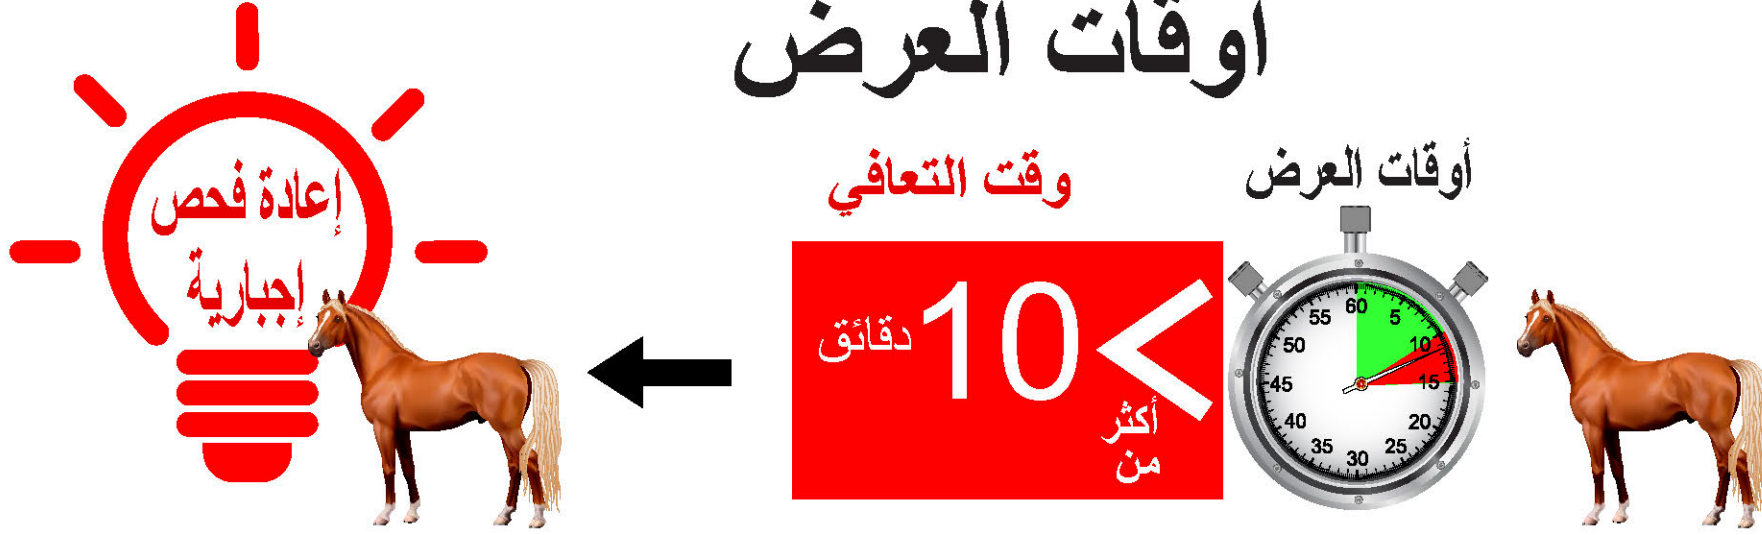 اوقات العرض
أوقات العرض
60
5
10
15
20
25
30
35
40
45
50
55
وقت التعافي
< 10 دقائق
أكثر
من
إعادة فحص
إجبارية